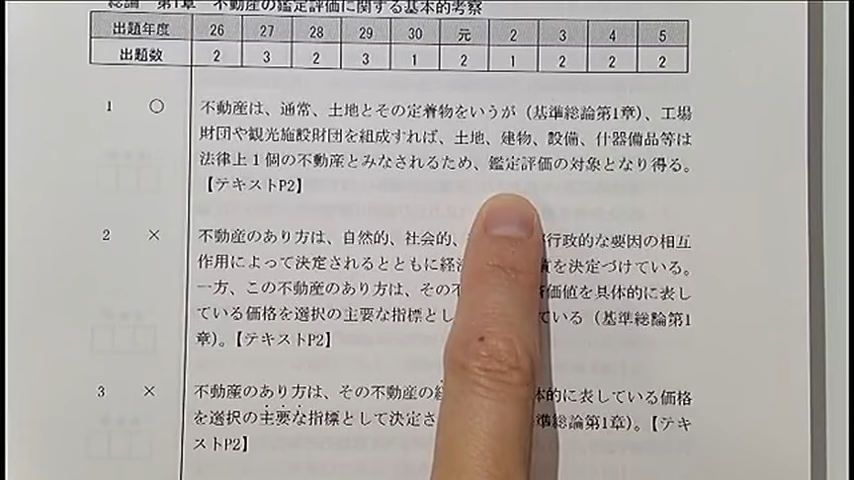 総論 第1章 不動産の鑑定評価に関する基本的考察
出題年度 26 27 28 29 30 元 2 3 4 5
出題数 2 3 2 3 1 2 1 2 2 2
1 ○ 不動産は、通常、土地とその定着物をいうが(基準総論第1章)、工場
財団や観光施設財団を組成すれば、土地、建物、設備、什器備品等は
法律上1個の不動産とみなされるため、鑑定評価の対象となり得る。
【テキストP2】
2 × 不動産のあり方は、自然的、社会的、 行政的な要因の相互
作用によって決定されるとともに経 を決定づけている。
一方、この不動産のあり方は、その不 価値を具体的に表し
ている価格を選択の主要な指標とし ている(基準総論第1
章)。【テキストP2】
3 × 不動産のあり方は、その不動産の 体的に表している価格
を選択の主要な指標として決定さ 総論第1章)。【テキ
ストP2】